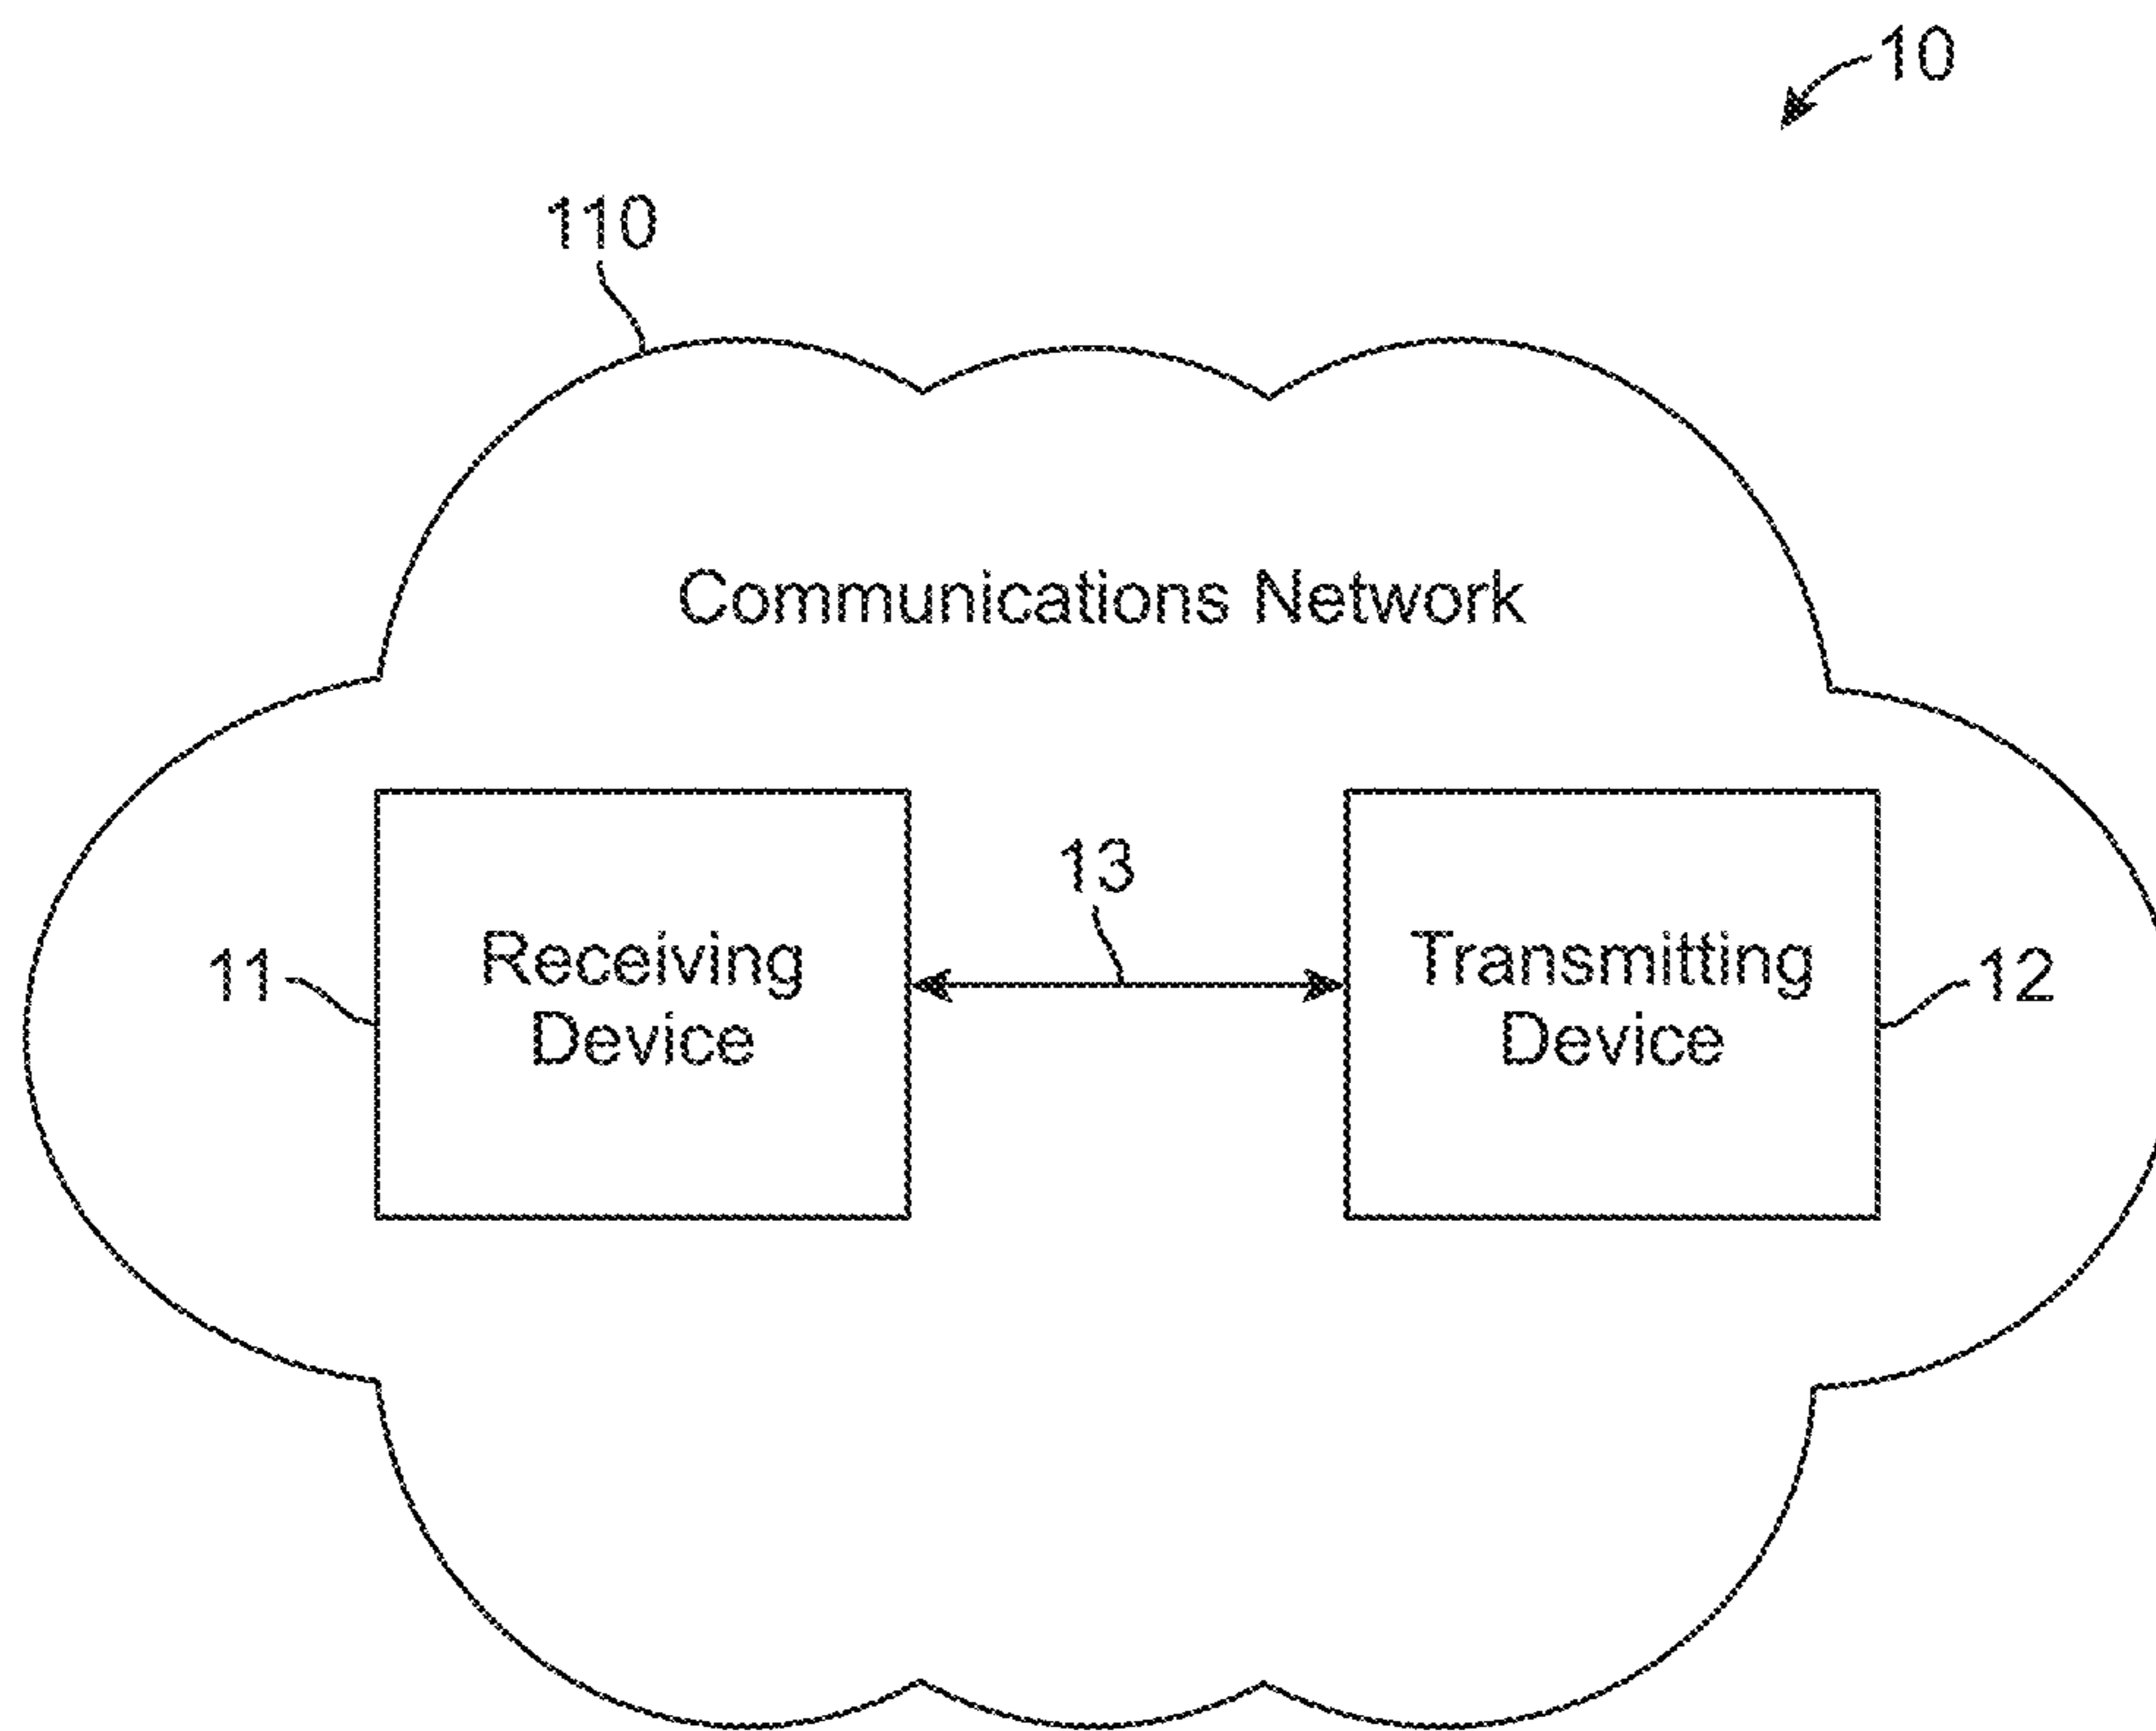 10
110
Communications Network
13
11
Receiving
Device
Transmitting
Device
12